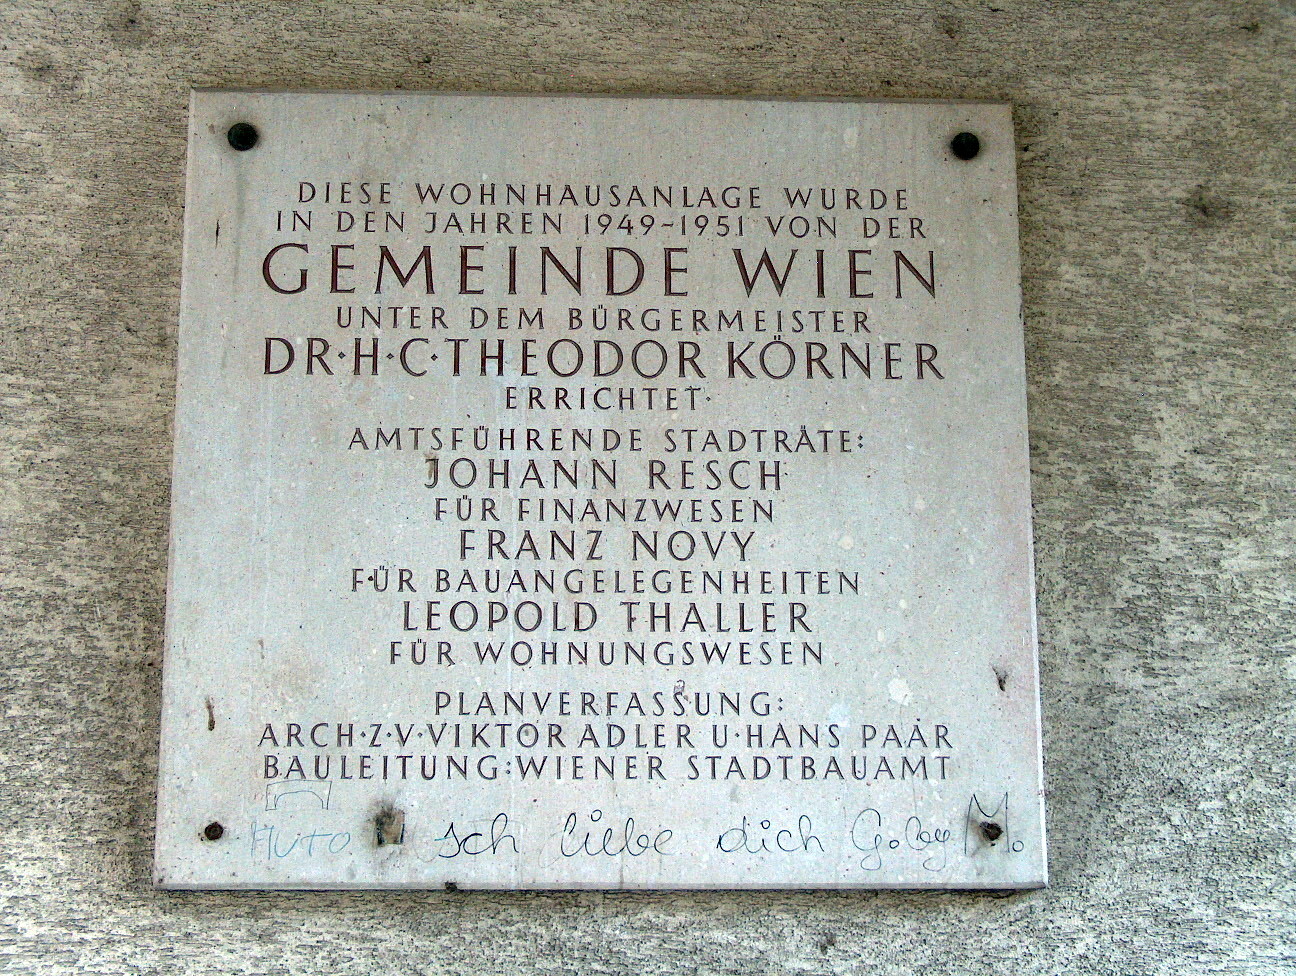 DIESE WOHNHAUSANLAGE WURDE
IN DEN JAHREN 1949-1951 VON DER
GEMEINDE WIEN
UNTER DEM BÜRGERMEISTER
DR·H·C·THEODOR KÖRNER
ERRICHTET·
AMTSFÜHRENDE STADTRÄTE:
JOHANN RESCH
FÜR FINANZWESEN
FRANZ NOVY
FÜR BAUANGELEGENHEITEN
LEOPOLD THALLER
FÜR WOHNUNGSWESEN
PLANVERFASSUNG:
ARCH·Z·V·VIKTOR ADLER U·HANS PAAR
BAULEITUNG:WIENER STADTBAUAMT
AUTO Ich liebe dich M.